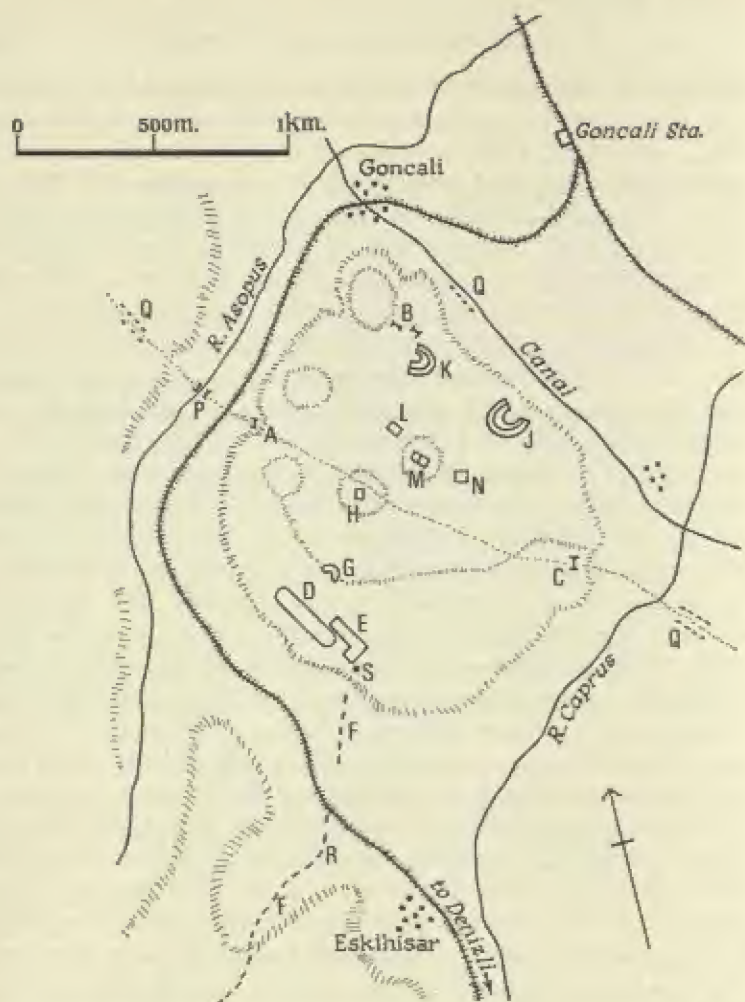 0 500m. 1km.
Goncali Sta.
Goncali
Q
R. Asopus
B
Q
K
Canal
P
A
L
J
M
N
H
C
G
D
E
Q
S
R. Caprus
F
R
F
to Denizli
Eskihisar